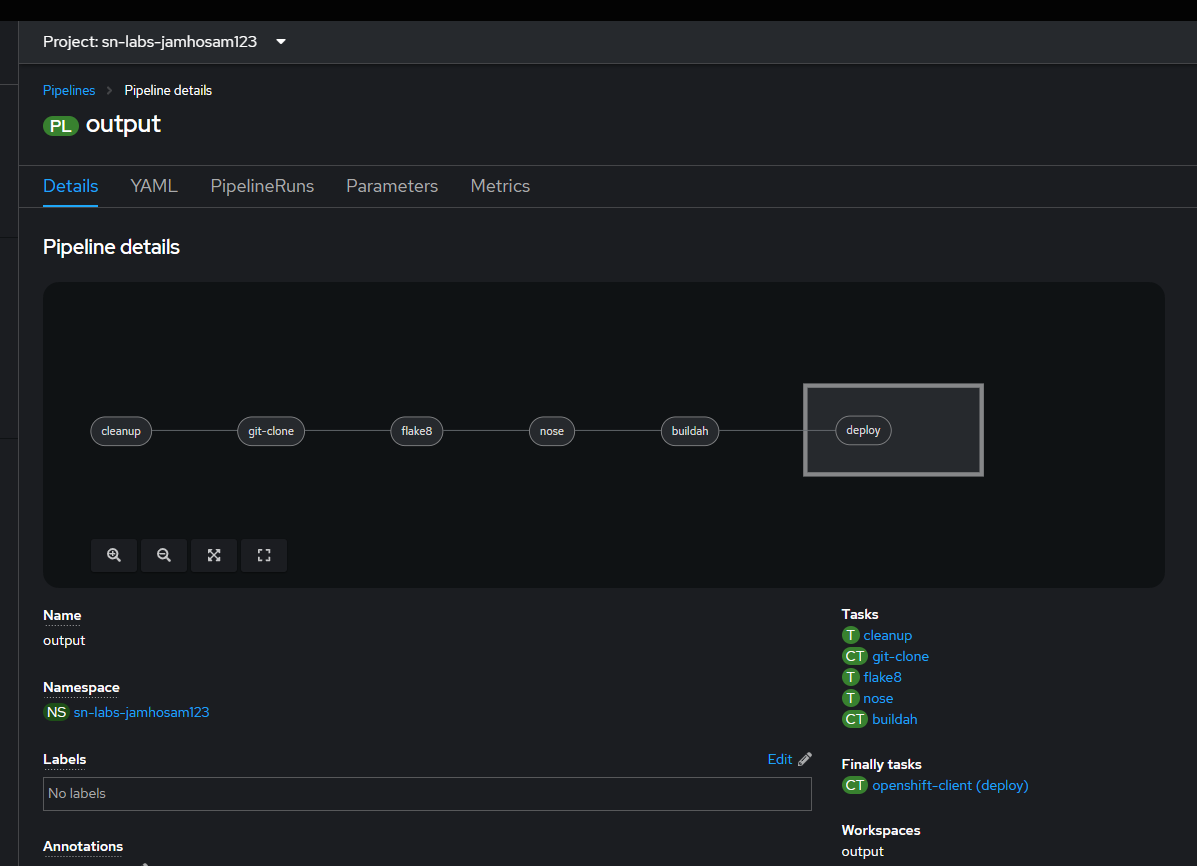 Project: sn-labs-jamhosam123
Pipelines > Pipeline details
PL output
Details YAML PipelineRuns Parameters Metrics
Pipeline details
cleanup git-clone flake8 nose buildah deploy
Name
output
Namespace
NS sn-labs-jamhosam123
Labels Edit
No labels
Annotations
Tasks
T cleanup
CT git-clone
T flake8
T nose
CT buildah
Finally tasks
CT openshift-client (deploy)
Workspaces
output